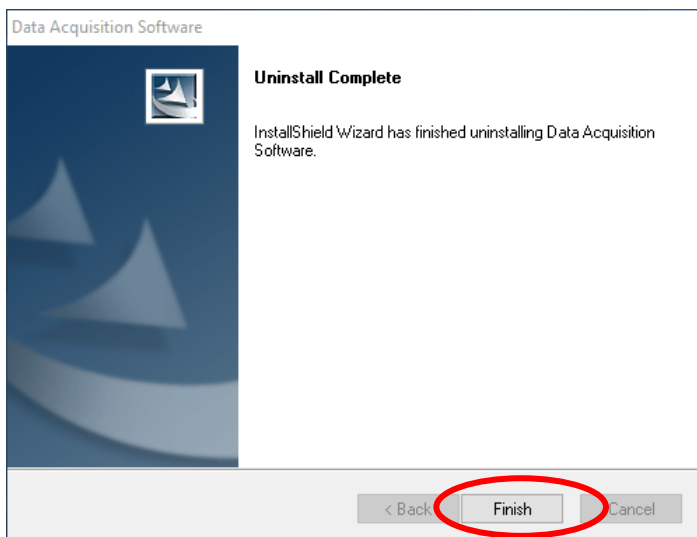 Data Acquisition Software
Uninstall Complete
InstallShield Wizard has finished uninstalling Data Acquisition
Software.
< Back Finish Cancel